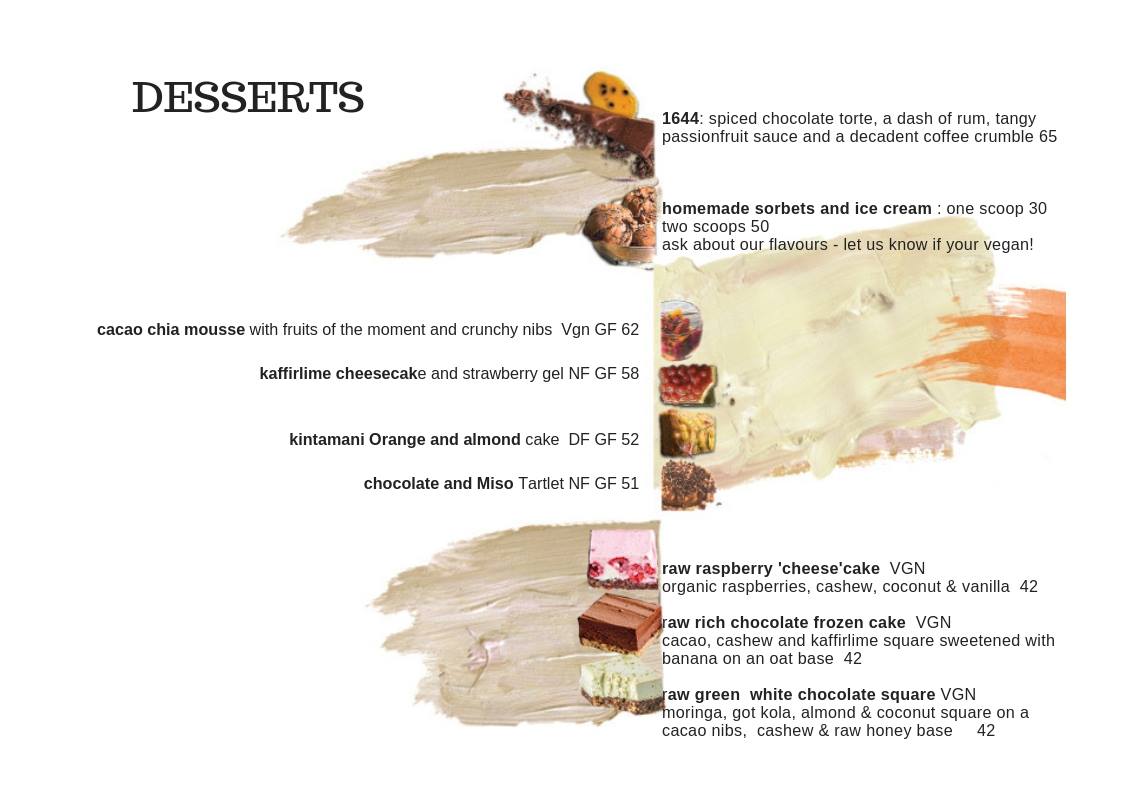 DESSERTS
1644: spiced chocolate torte, a dash of rum, tangy
passionfruit sauce and a decadent coffee crumble 65
homemade sorbets and ice cream : one scoop 30
two scoops 50
ask about our flavours - let us know if your vegan!
cacao chia mousse with fruits of the moment and crunchy nibs  Vgn GF 62
kaffirlime cheesecake and strawberry gel NF GF 58
kintamani Orange and almond cake  DF GF 52
chocolate and Miso Tartlet NF GF 51
raw raspberry 'cheese'cake  VGN
organic raspberries, cashew, coconut & vanilla  42
raw rich chocolate frozen cake  VGN
cacao, cashew and kaffirlime square sweetened with
banana on an oat base  42
raw green  white chocolate square VGN
moringa, got kola, almond & coconut square on a
cacao nibs,  cashew & raw honey base     42